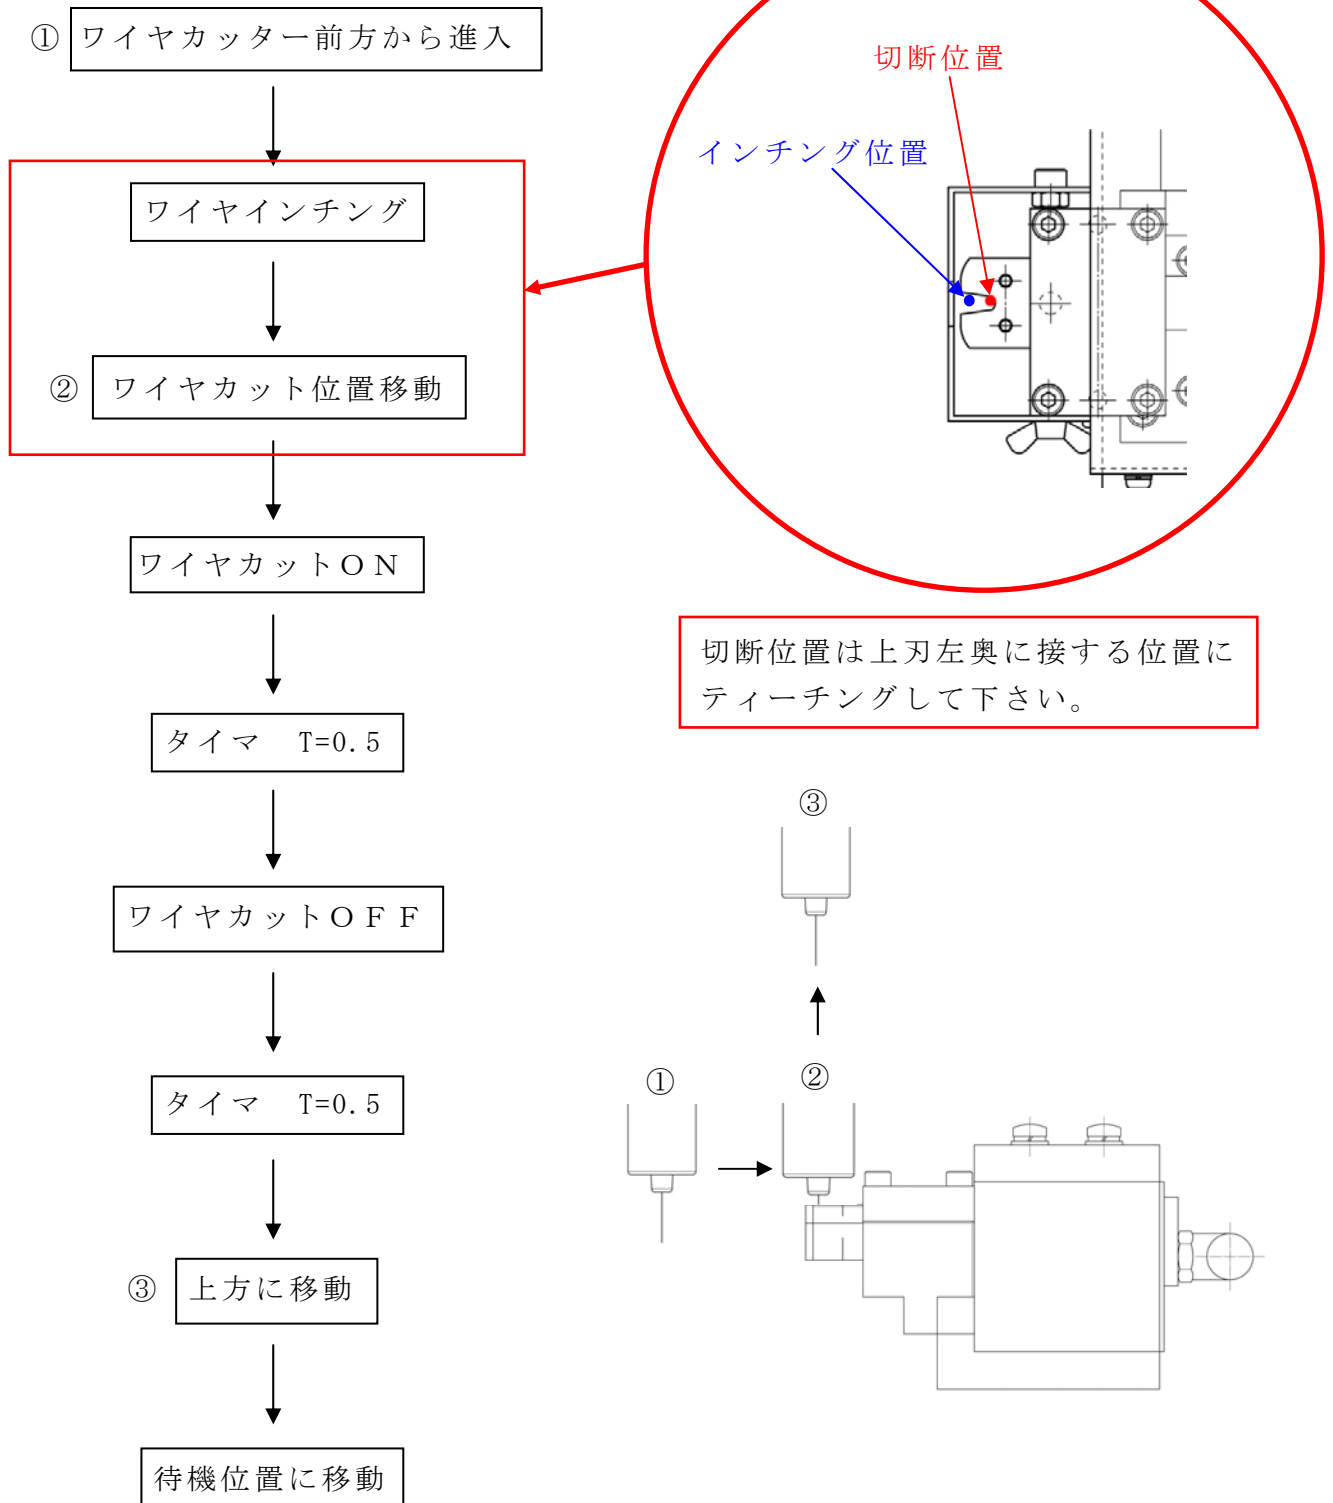 ① ワイヤカッター前方から進入
ワイヤインチング
② ワイヤカット位置移動
ワイヤカットON
タイマ T=0.5
ワイヤカットOFF
タイマ T=0.5
③ 上方に移動
待機位置に移動
切断位置
インチング位置
切断位置は上刃左奥に接する位置に
ティーチングして下さい。
③
①
②